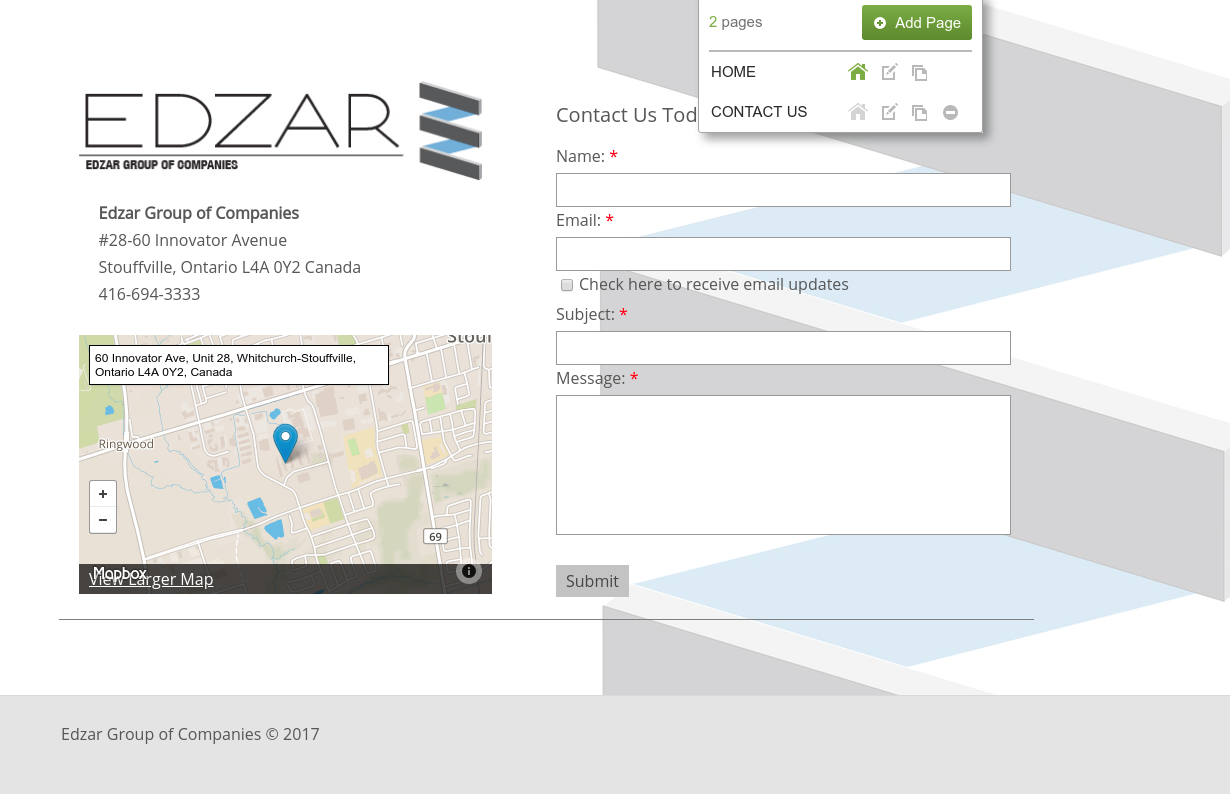 2 pages
Add Page
HOME
CONTACT US
EDZAR
EDZAR GROUP OF COMPANIES
Edzar Group of Companies
#28-60 Innovator Avenue
Stouffville, Ontario L4A 0Y2 Canada
416-694-3333
60 Innovator Ave, Unit 28, Whitchurch-Stouffville,
Ontario L4A 0Y2, Canada
Ringwood
+
−
69
Mapbox
View Larger Map
Contact Us
Name: *
Email: *
Check here to receive email updates
Subject: *
Message: *
Submit
Edzar Group of Companies © 2017